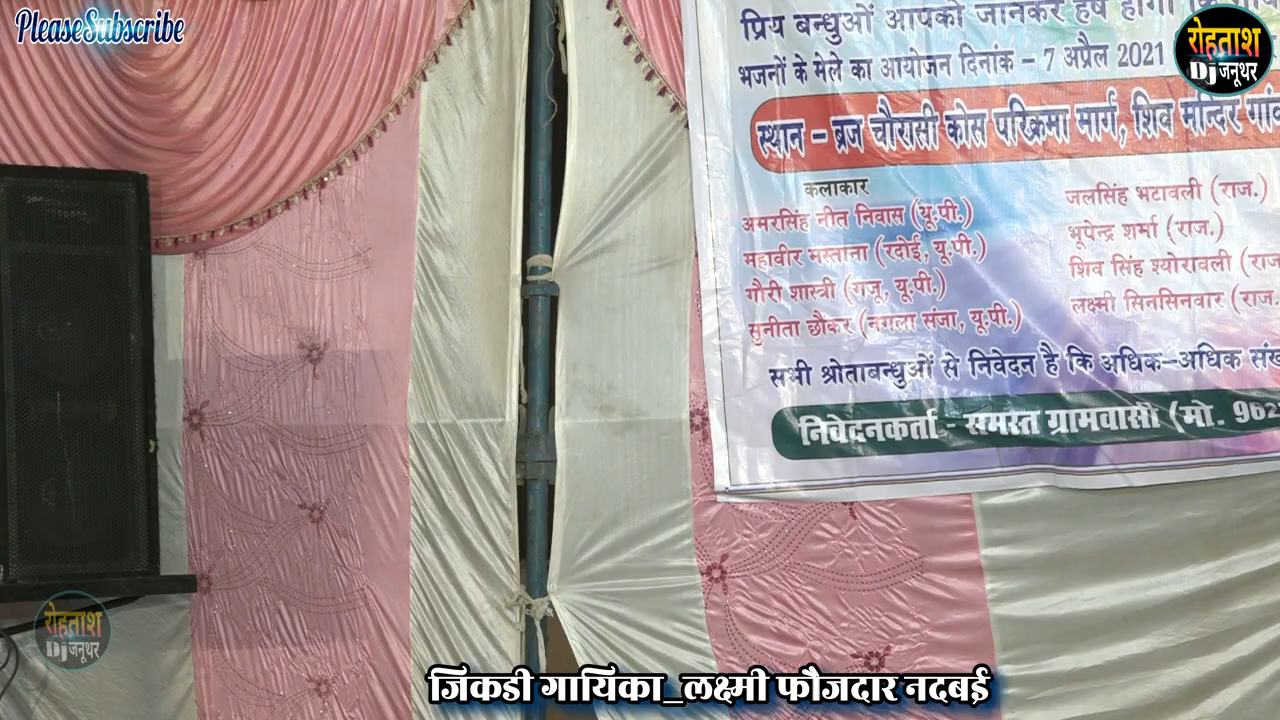 PleaseSubscribe
प्रिय बन्धुओं आपको जानकर हर्ष होगा कि
भजनों के मेले का आयोजन दिनांक – 7 अप्रैल 2021
रोहताश
Dj जनूथर
स्थान – ब्रज चौरासी कोस परिक्रमा मार्ग, शिव मन्दिर गांव
कलाकार
अमरसिंह नीत निवास (यू.पी.)
महावीर मस्ताना (रदोई, यू.पी.)
गौरी शास्त्री (गजू, यू.पी.)
सुनीता छौकर (नगला संजा, यू.पी.)
जलसिंह भटावली (राज.)
भूपेन्द्र शर्मा (राज.)
शिव सिंह श्योरावली (राज
लक्ष्मी सिनसिनवार (राज.
सभी श्रोताबन्धुओं से निवेदन है कि अधिक–अधिक संख
निवेदनकर्ता - समस्त ग्रामवासी (मो. 962
रोहताश
Dj जनूथर
जिकडी गायिका_लक्ष्मी फौजदार नदबई